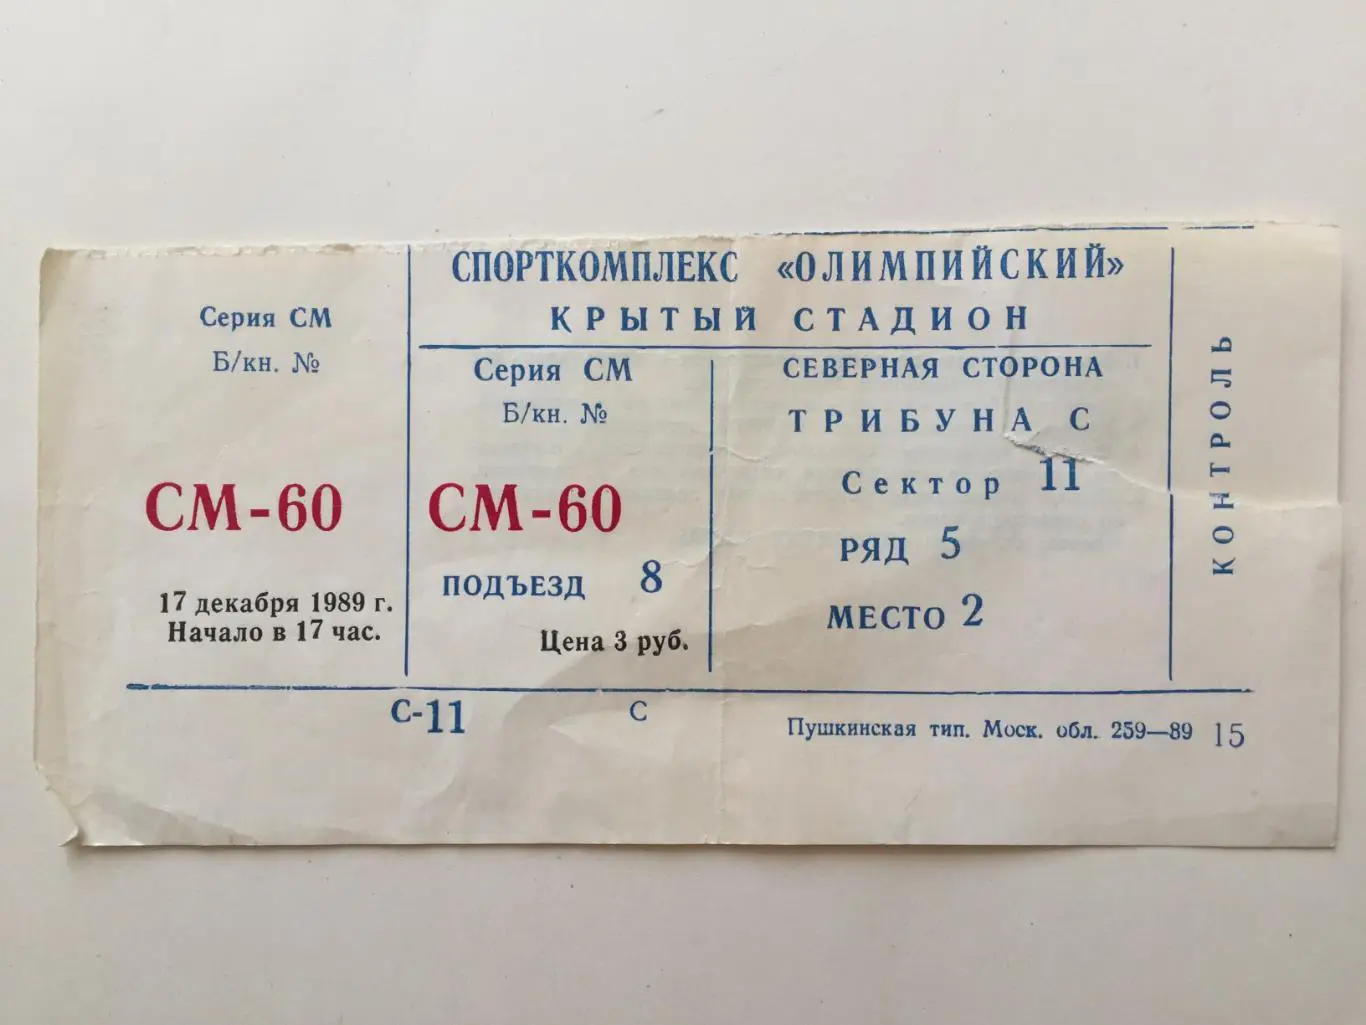 Серия СМ
Б/кн. №
СМ-60
17 декабря 1989 г.
Начало в 17 час.
СПОРТКОМПЛЕКС «ОЛИМПИЙСКИЙ»
КРЫТЫЙ СТАДИОН
Серия СМ
Б/кн. №
СМ-60
ПОДЪЕЗД 8
Цена 3 руб.
СЕВЕРНАЯ СТОРОНА
ТРИБУНА С
Сектор 11
РЯД 5
МЕСТО 2
КОНТРОЛЬ
С-11
С
Пушкинская тип. Моск. обл. 259—89 15